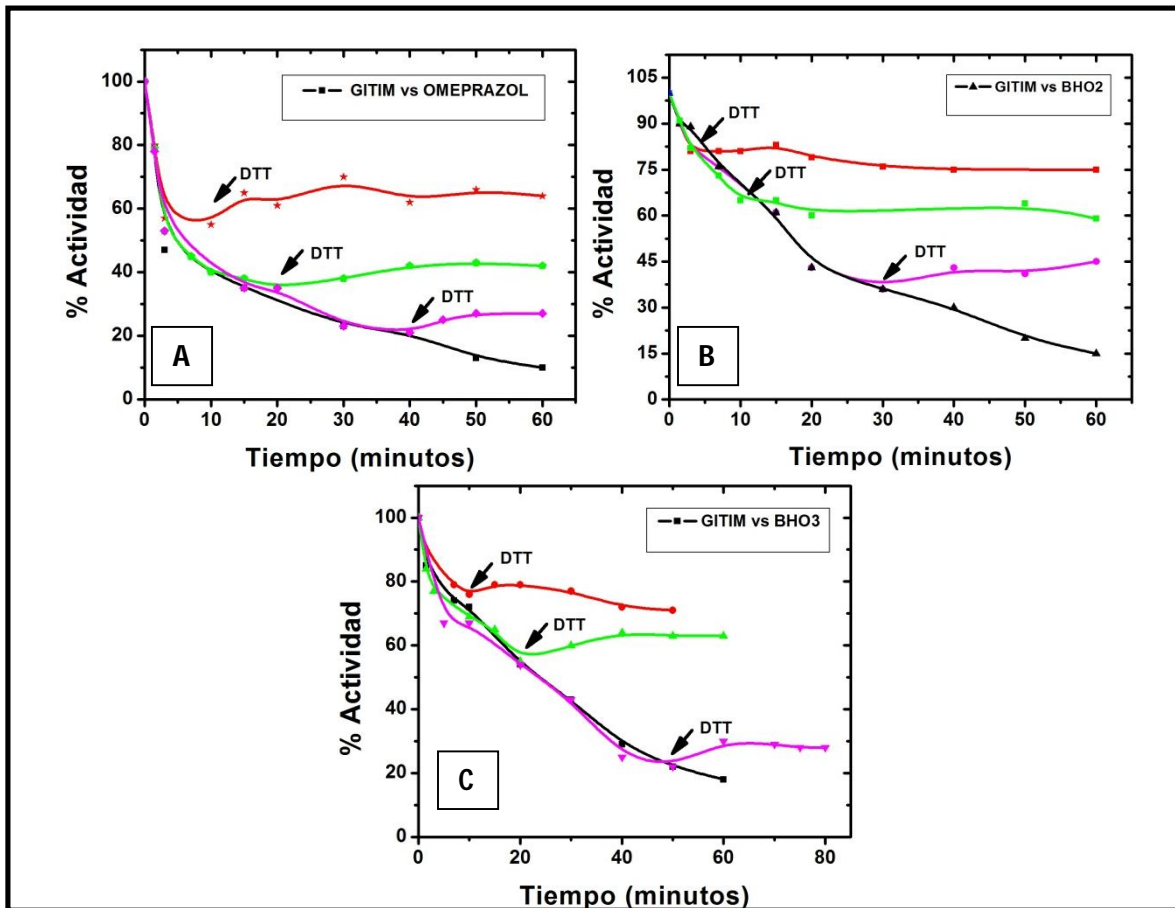 GITIM vs OMEPRAZOL
DTT
DTT
DTT
A
% Actividad
100
80
60
40
20
0
0 10 20 30 40 50 60
Tiempo (minutos)
GITIM vs BHO2
DTT
DTT
DTT
B
% Actividad
105
90
75
60
45
30
15
0 10 20 30 40 50 60
Tiempo (minutos)
GITIM vs BHO3
DTT
DTT
DTT
C
% Actividad
100
80
60
40
20
0
0 20 40 60 80
Tiempo (minutos)